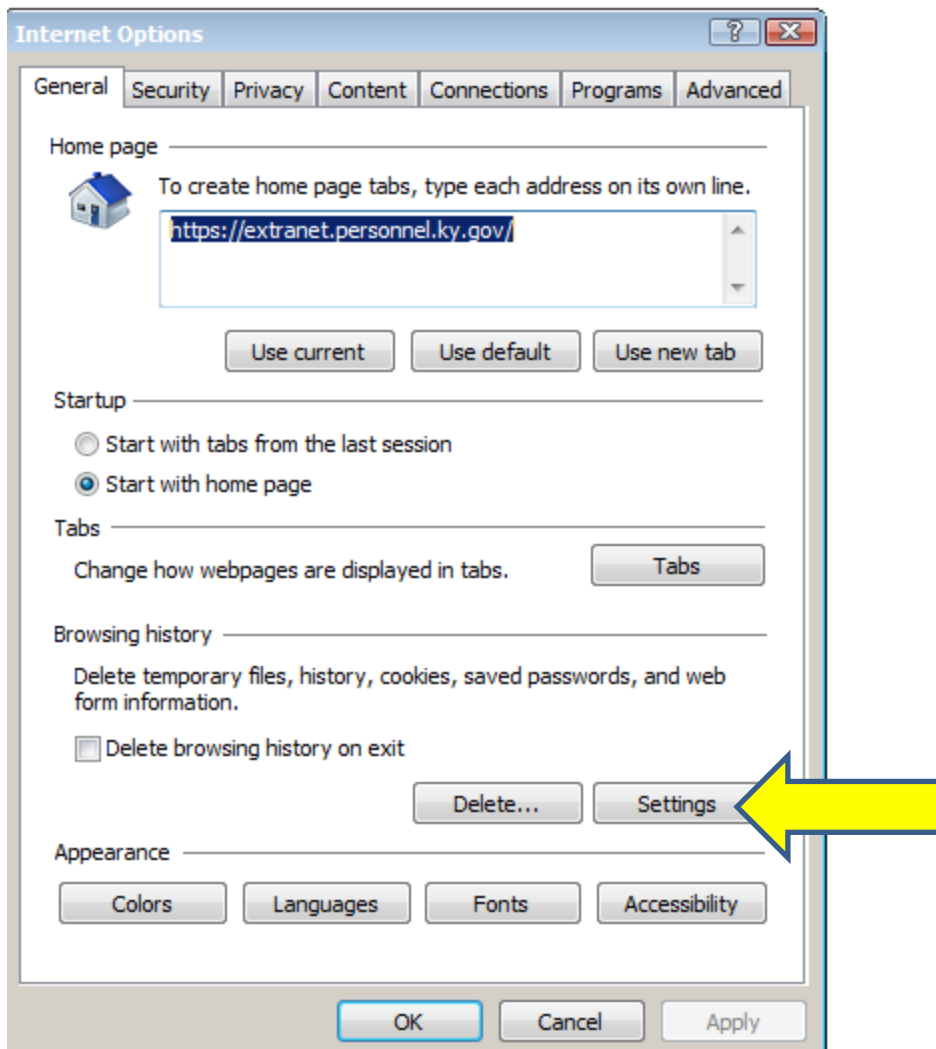 Internet Options
General Security Privacy Content Connections Programs Advanced
Home page
To create home page tabs, type each address on its own line.
https://extranet.personnel.ky.gov/
Use current Use default Use new tab
Startup
Start with tabs from the last session
Start with home page
Tabs
Change how webpages are displayed in tabs. Tabs
Browsing history
Delete temporary files, history, cookies, saved passwords, and web
form information.
Delete browsing history on exit
Delete... Settings
Appearance
Colors Languages Fonts Accessibility
OK Cancel Apply